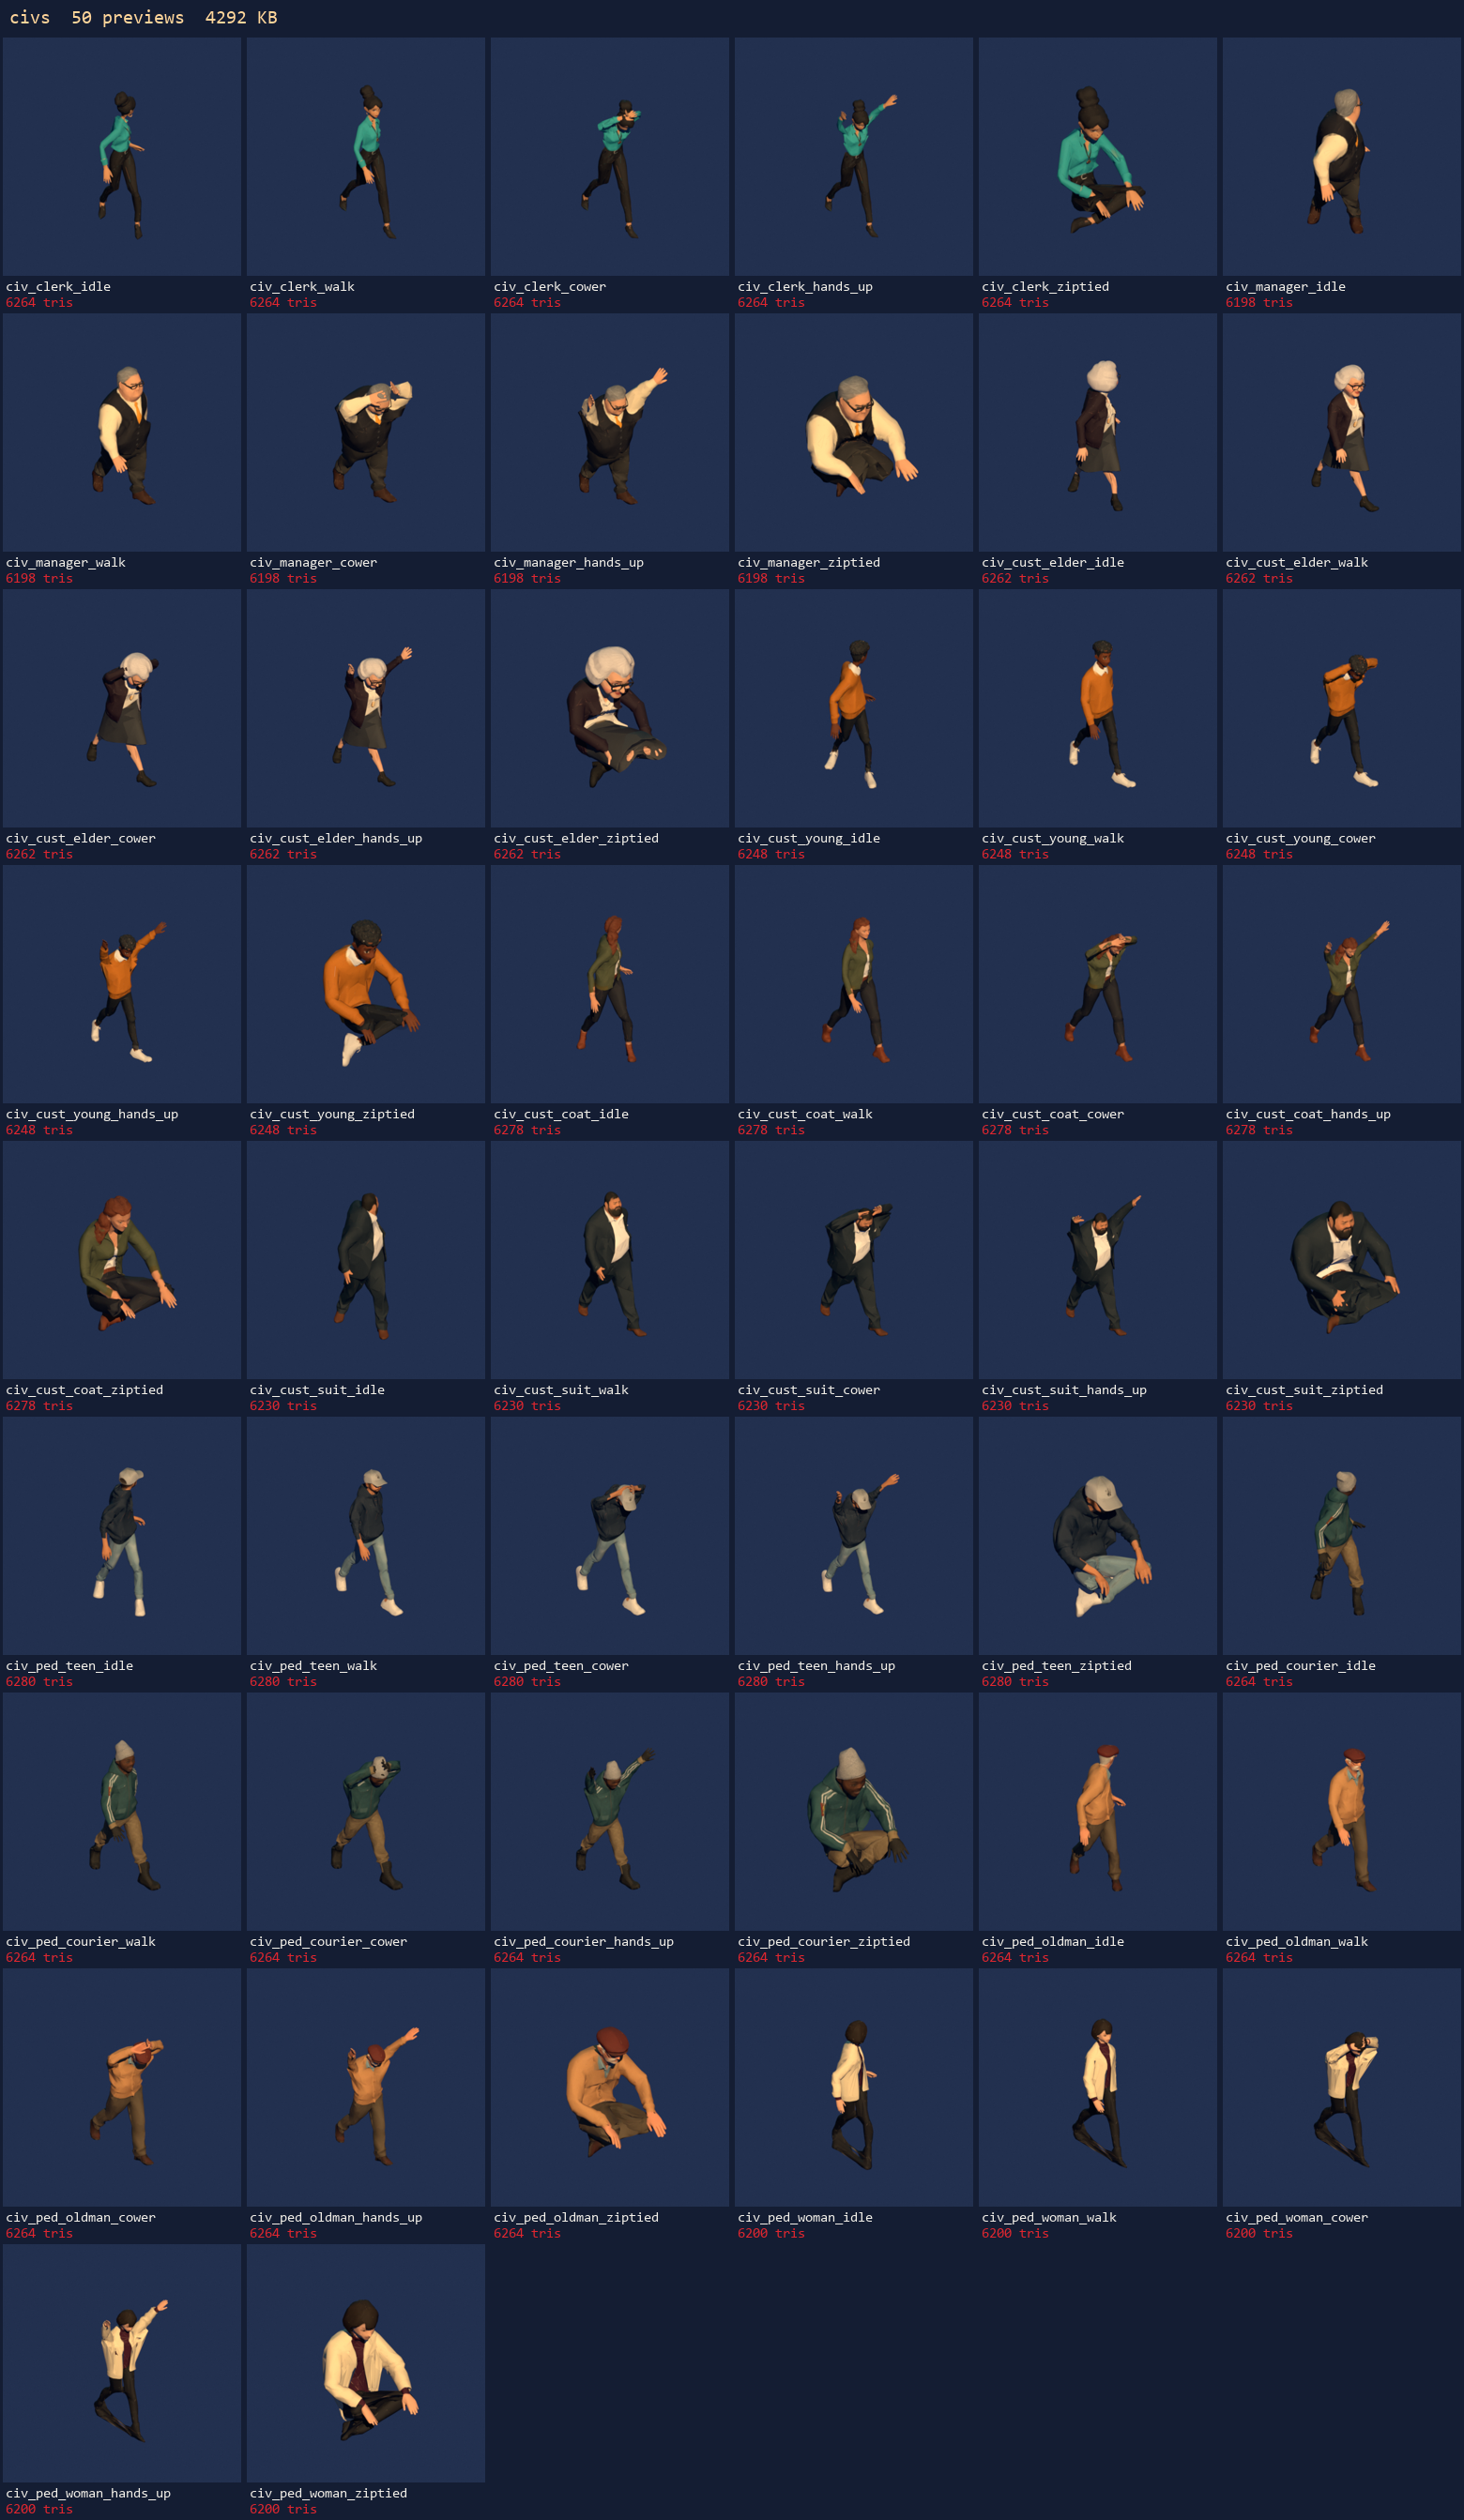 civs  50 previews  4292 KB
civ_clerk_idle
6264 tris
civ_clerk_walk
6264 tris
civ_clerk_cower
6264 tris
civ_clerk_hands_up
6264 tris
civ_clerk_ziptied
6264 tris
civ_manager_idle
6198 tris
civ_manager_walk
6198 tris
civ_manager_cower
6198 tris
civ_manager_hands_up
6198 tris
civ_manager_ziptied
6198 tris
civ_cust_elder_idle
6262 tris
civ_cust_elder_walk
6262 tris
civ_cust_elder_cower
6262 tris
civ_cust_elder_hands_up
6262 tris
civ_cust_elder_ziptied
6262 tris
civ_cust_young_idle
6248 tris
civ_cust_young_walk
6248 tris
civ_cust_young_cower
6248 tris
civ_cust_young_hands_up
6248 tris
civ_cust_young_ziptied
6248 tris
civ_cust_coat_idle
6278 tris
civ_cust_coat_walk
6278 tris
civ_cust_coat_cower
6278 tris
civ_cust_coat_hands_up
6278 tris
civ_cust_coat_ziptied
6278 tris
civ_cust_suit_idle
6230 tris
civ_cust_suit_walk
6230 tris
civ_cust_suit_cower
6230 tris
civ_cust_suit_hands_up
6230 tris
civ_cust_suit_ziptied
6230 tris
civ_ped_teen_idle
6280 tris
civ_ped_teen_walk
6280 tris
civ_ped_teen_cower
6280 tris
civ_ped_teen_hands_up
6280 tris
civ_ped_teen_ziptied
6280 tris
civ_ped_courier_idle
6264 tris
civ_ped_courier_walk
6264 tris
civ_ped_courier_cower
6264 tris
civ_ped_courier_hands_up
6264 tris
civ_ped_courier_ziptied
6264 tris
civ_ped_oldman_idle
6264 tris
civ_ped_oldman_walk
6264 tris
civ_ped_oldman_cower
6264 tris
civ_ped_oldman_hands_up
6264 tris
civ_ped_oldman_ziptied
6264 tris
civ_ped_woman_idle
6200 tris
civ_ped_woman_walk
6200 tris
civ_ped_woman_cower
6200 tris
civ_ped_woman_hands_up
6200 tris
civ_ped_woman_ziptied
6200 tris